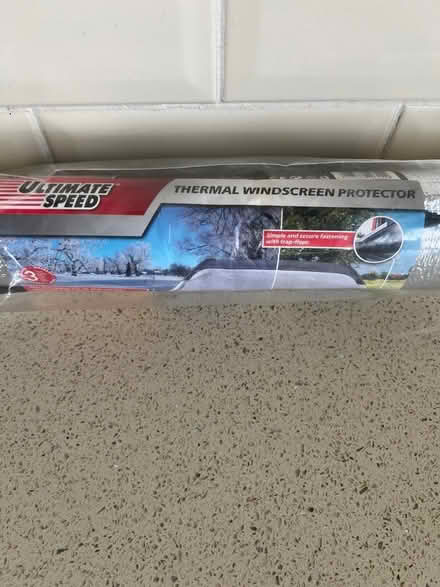 ULTIMATE
SPEED
THERMAL WINDSCREEN PROTECTOR
Simple and secure fastening
with trap-flaps.